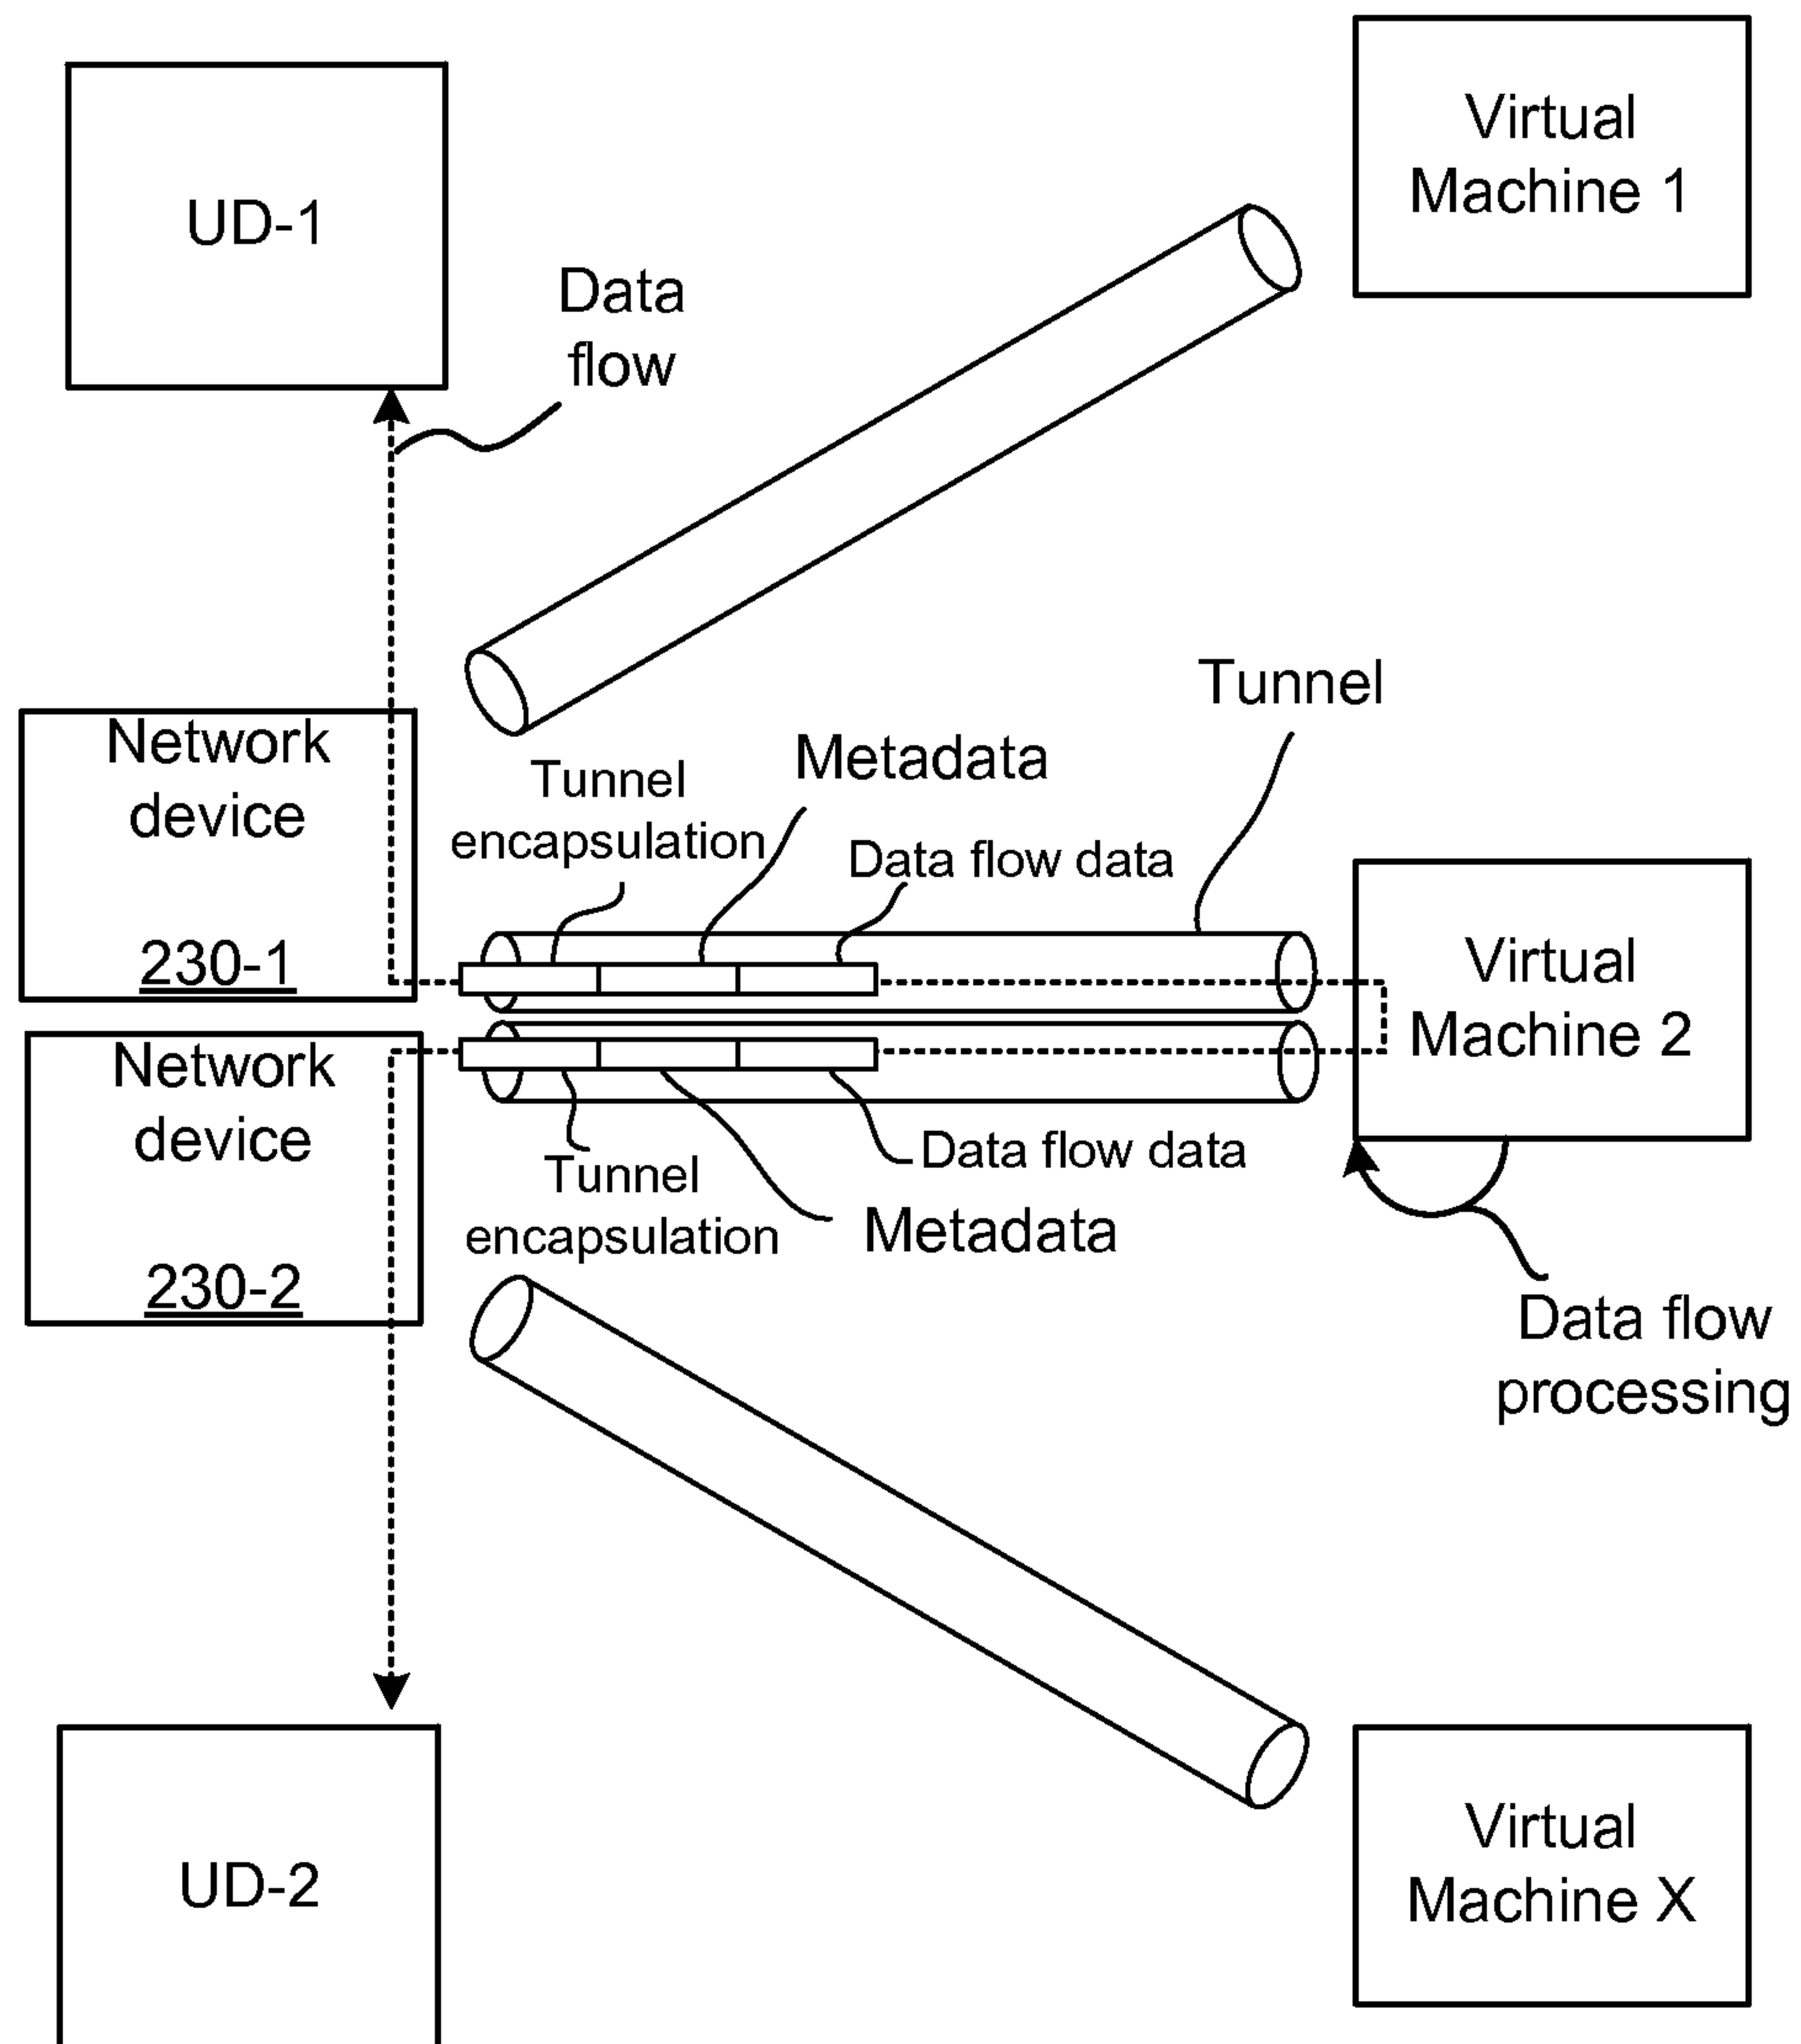 Virtual
Machine 1
UD-1
Data
flow
Tunnel
Network
device
230-1
Tunnel
encapsulation
Metadata
Data flow data
Virtual
Machine 2
Network
device
230-2
Tunnel
encapsulation
Data flow data
Metadata
Data flow
processing
UD-2
Virtual
Machine X